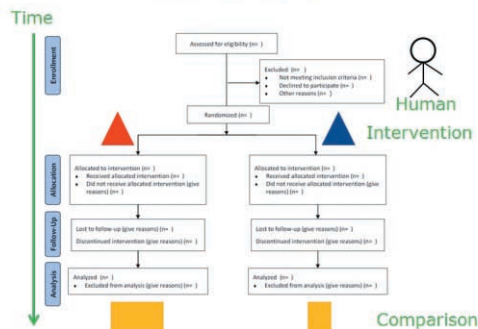 Time
Enrollment
Assessed for eligibility (n= )
Excluded (n= )
• Not meeting inclusion criteria (n= )
• Declined to participate (n= )
• Other reasons (n= )
Human
Randomized (n= )
Intervention
Allocation
Allocated to intervention (n= )
• Received allocated intervention (n= )
• Did not receive allocated intervention (give
reasons) (n= )
Allocated to intervention (n= )
• Received allocated intervention (n= )
• Did not receive allocated intervention (give
reasons) (n= )
Follow-Up
Lost to follow-up (give reasons) (n= )
Discontinued intervention (give reasons) (n= )
Lost to follow-up (give reasons) (n= )
Discontinued intervention (give reasons) (n= )
Analysis
Analyzed (n= )
• Excluded from analysis (give reasons) (n= )
Analyzed (n= )
• Excluded from analysis (give reasons) (n= )
Comparison